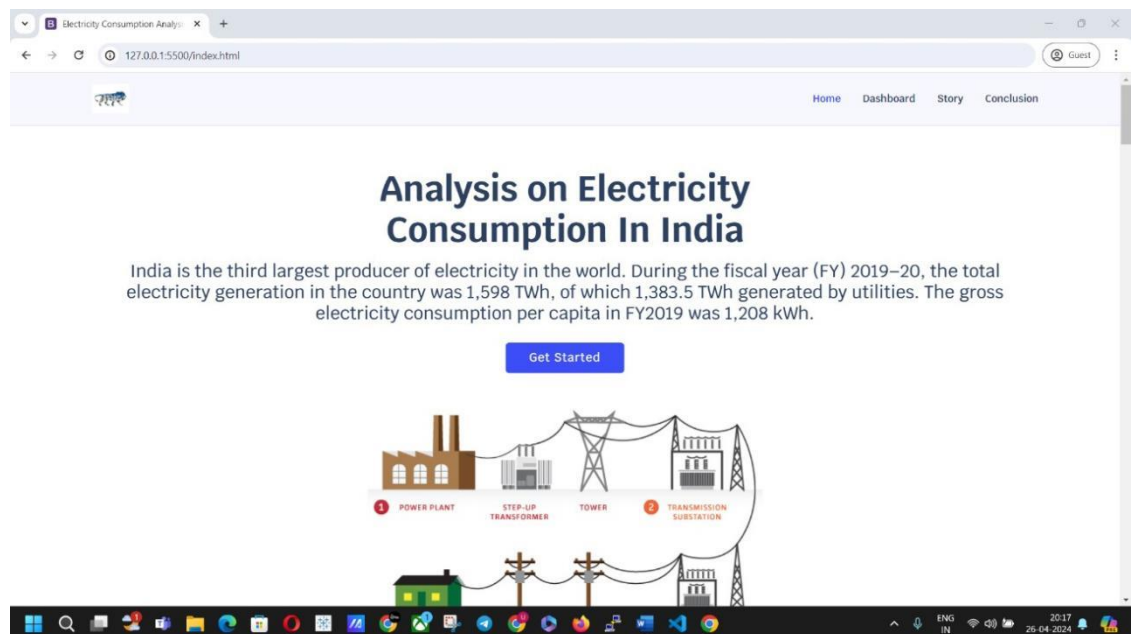 Electricity Consumption Analys
127.0.0.1:5500/index.html
Guest
Home Dashboard Story Conclusion
Analysis on Electricity
Consumption In India
India is the third largest producer of electricity in the world. During the fiscal year (FY) 2019–20, the total
electricity generation in the country was 1,598 TWh, of which 1,383.5 TWh generated by utilities. The gross
electricity consumption per capita in FY2019 was 1,208 kWh.
Get Started
1 POWER PLANT
STEP-UP
TRANSFORMER
TOWER
2 TRANSMISSION
SUBSTATION
ENG
IN
20:17
26-04-2024